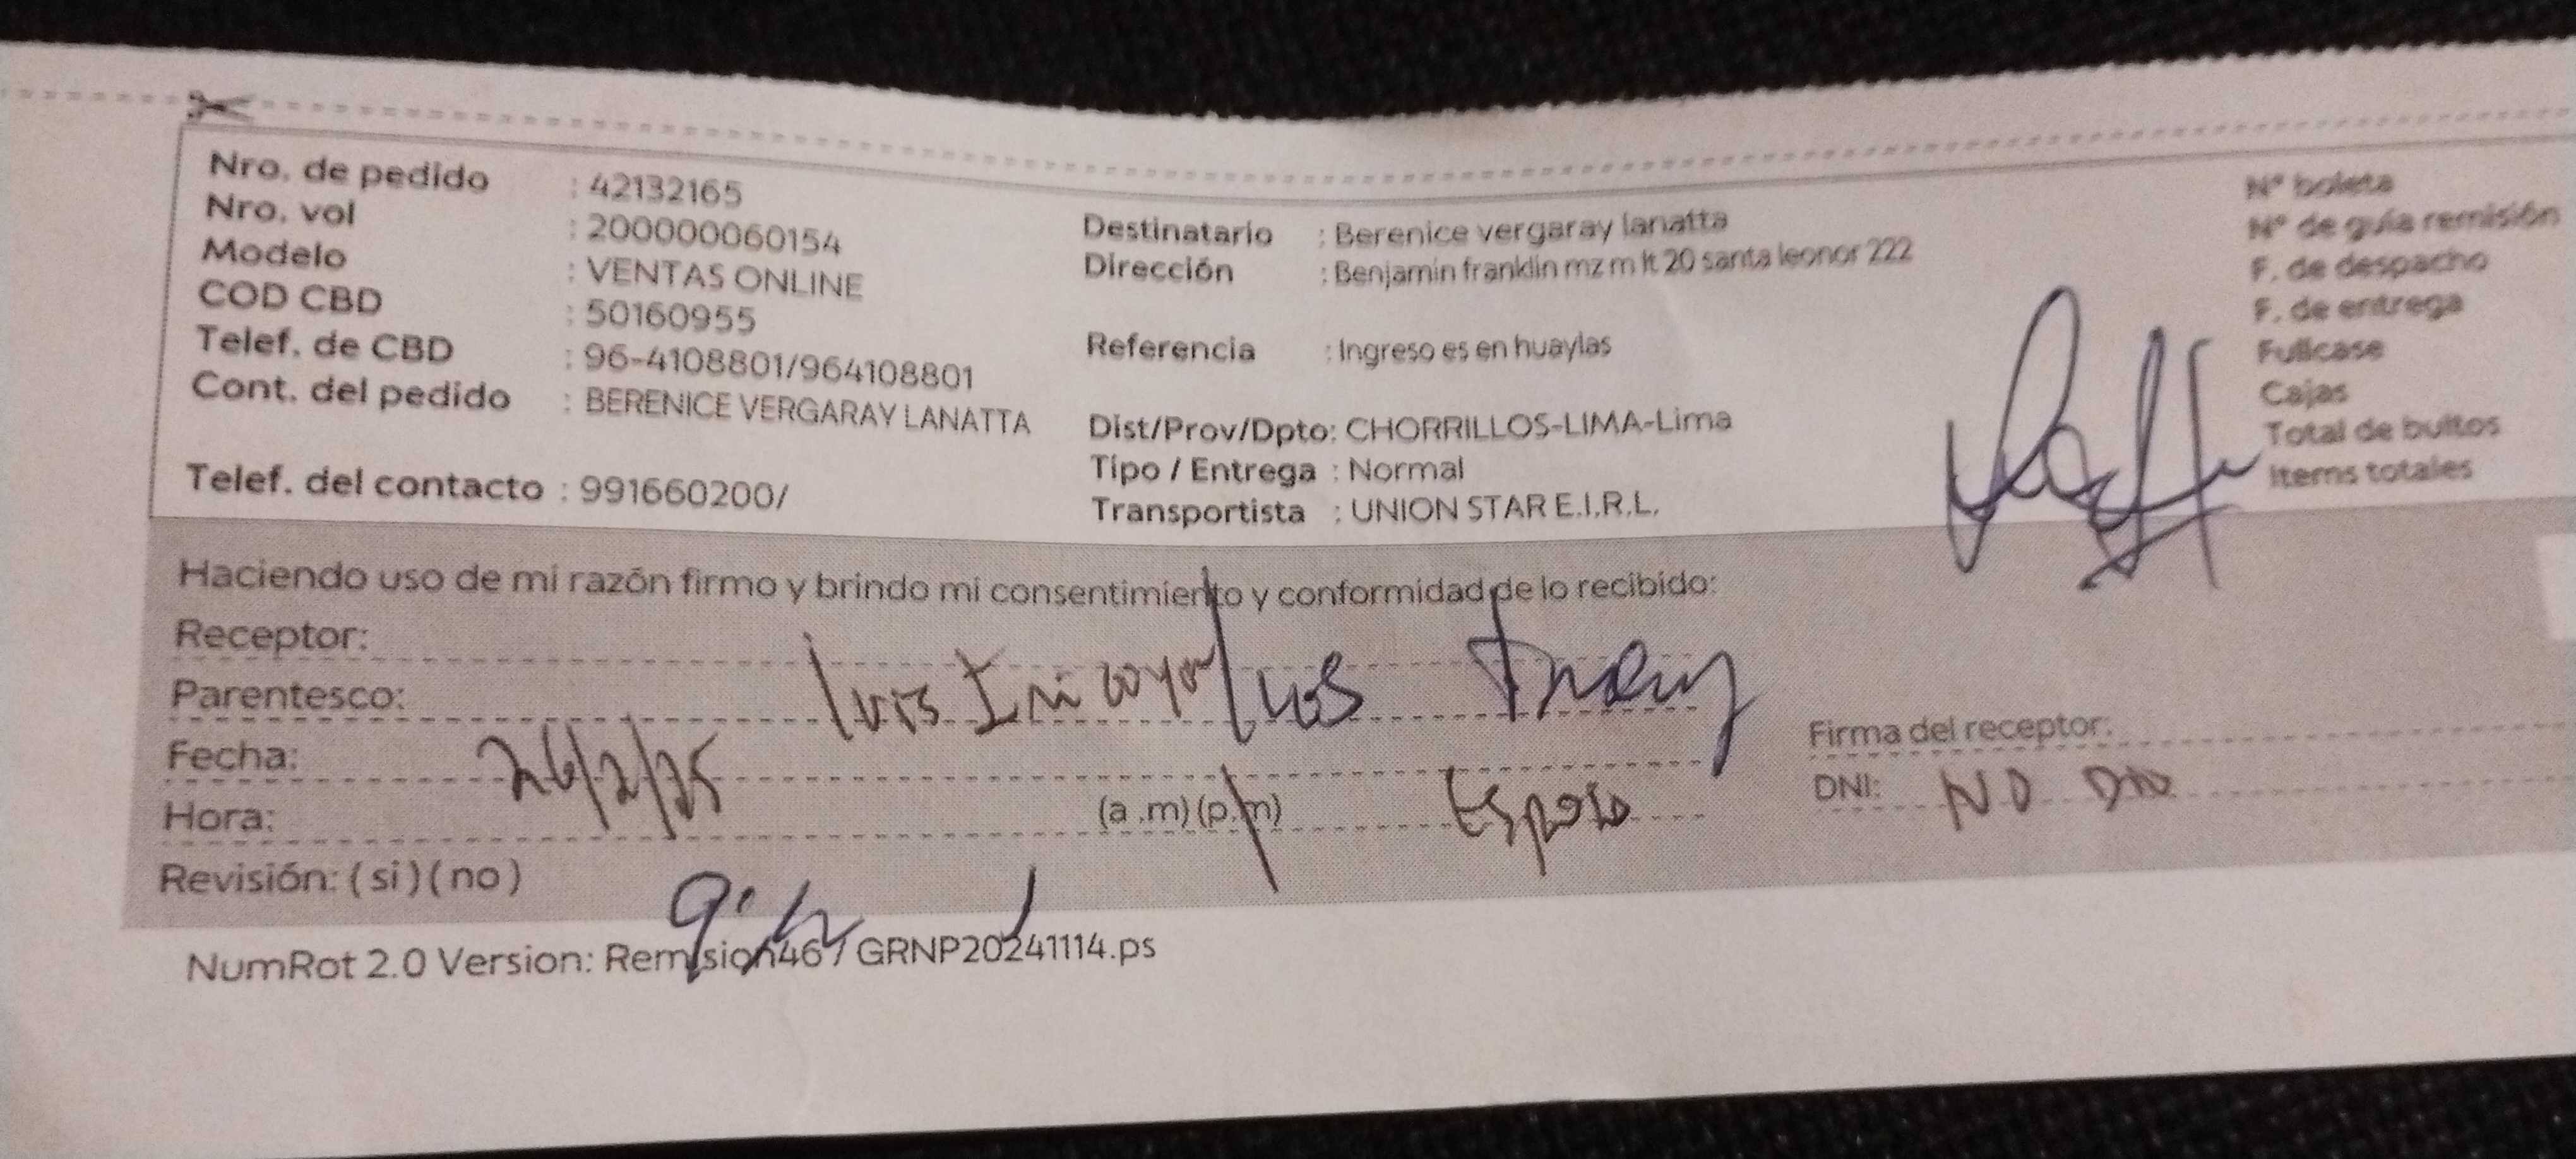 Nro. de pedido : 42132165
Nro. vol : 200000060154
Modelo : VENTAS ONLINE
COD CBD : 50160955
Telef. de CBD : 96-4108801/964108801
Cont. del pedido : BERENICE VERGARAY LANATTA
Telef. del contacto : 991660200/
Destinatario : Berenice vergaray lanatta
Dirección : Benjamin franklin mz m lt 20 santa leonor 222
Referencia : Ingreso es en huaylas
Dist/Prov/Dpto: CHORRILLOS-LIMA-Lima
Tipo / Entrega : Normal
Transportista : UNION STAR E.I.R.L.
N° boleta
N° de guía remisión
F. de despacho
F. de entrega
Fullcase
Cajas
Total de bultos
Items totales
Haciendo uso de mi razón firmo y brindo mi consentimiento y conformidad de lo recibido:
Receptor:
Parentesco: Luis
Fecha: 26/2/25
Hora: (a .m) (p.m) Esposo
Revisión: ( si ) ( no )
Firma del receptor:
DNI: NO DIO
NumRot 2.0 Version: Remision46 / GRNP20241114.ps